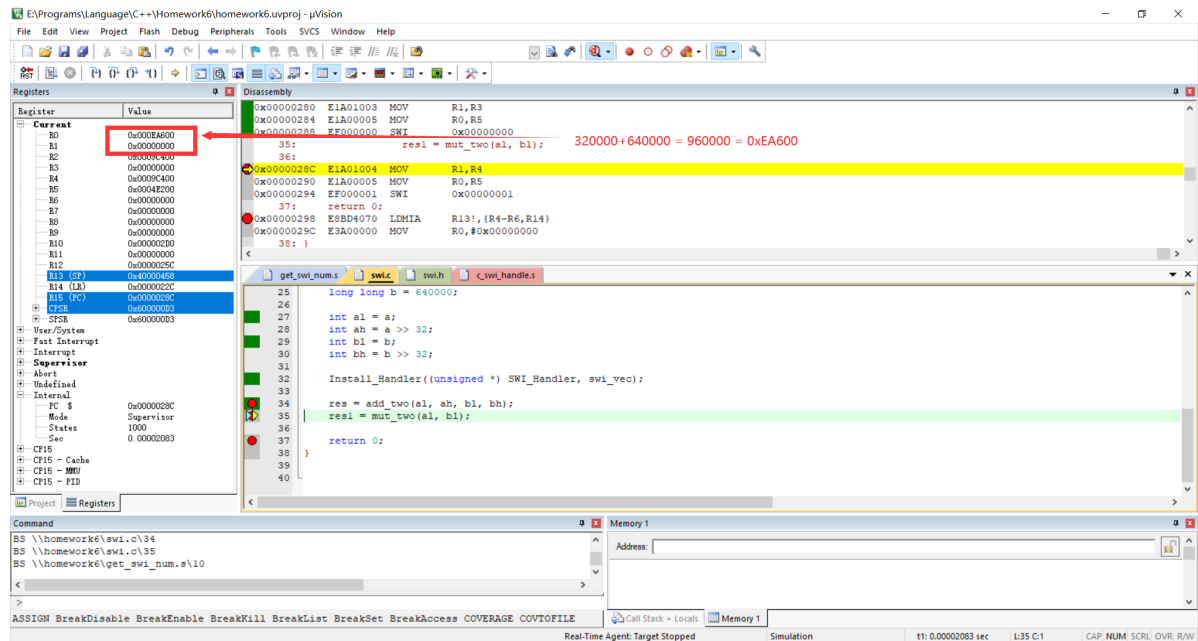 E:\Programs\Language\C++\Homework6\homework6.uvproj - µVision
File Edit View Project Flash Debug Peripherals Tools SVCS Window Help
RST
Registers
Register Value
Current
R0 0x000EA600
R1 0x00000000
R2 0x0009C400
R3 0x00000000
R4 0x0009C400
R5 0x0004E200
R6 0x00000000
R7 0x00000000
R8 0x00000000
R9 0x00000000
R10 0x000002D0
R11 0x00000000
R12 0x0000025C
R13 (SP) 0x40000458
R14 (LR) 0x0000022C
R15 (PC) 0x0000028C
CPSR 0x600000D3
SPSR 0x600000D3
User/System
Fast Interrupt
Interrupt
Supervisor
Abort
Undefined
Internal
PC $ 0x0000028C
Mode Supervisor
States 1000
Sec 0.00002083
CP15
CP15 - Cache
CP15 - MMU
CP15 - PID
Project Registers
Disassembly
0x00000280 E1A01003 MOV R1,R3
0x00000284 E1A00005 MOV R0,R5
0x00000288 EF000000 SWI 0x00000000
35: res1 = mut_two(al, bl);
36:
0x0000028C E1A01004 MOV R1,R4
0x00000290 E1A00005 MOV R0,R5
0x00000294 EF000001 SWI 0x00000001
37: return 0;
0x00000298 E8BD4070 LDMIA R13!,{R4-R6,R14}
0x0000029C E3A00000 MOV R0,#0x00000000
38: }
320000+640000 = 960000 = 0xEA600
get_swi_num.s swi.c swi.h c_swi_handle.s
25 long long b = 640000;
26
27 int al = a;
28 int ah = a >> 32;
29 int bl = b;
30 int bh = b >> 32;
31
32 Install_Handler((unsigned *) SWI_Handler, swi_vec);
33
34 res = add_two(al, ah, bl, bh);
35 res1 = mut_two(al, bl);
36
37 return 0;
38 }
39
40
Command
BS \\homework6\swi.c\34
BS \\homework6\swi.c\35
BS \\homework6\get_swi_num.s\10
>
ASSIGN BreakDisable BreakEnable BreakKill BreakList BreakSet BreakAccess COVERAGE COVTOFILE
Memory 1
Address:
Call Stack + Locals Memory 1
Real-Time Agent: Target Stopped Simulation t1: 0.00002083 sec L:35 C:1 CAP NUM SCRL OVR R/W